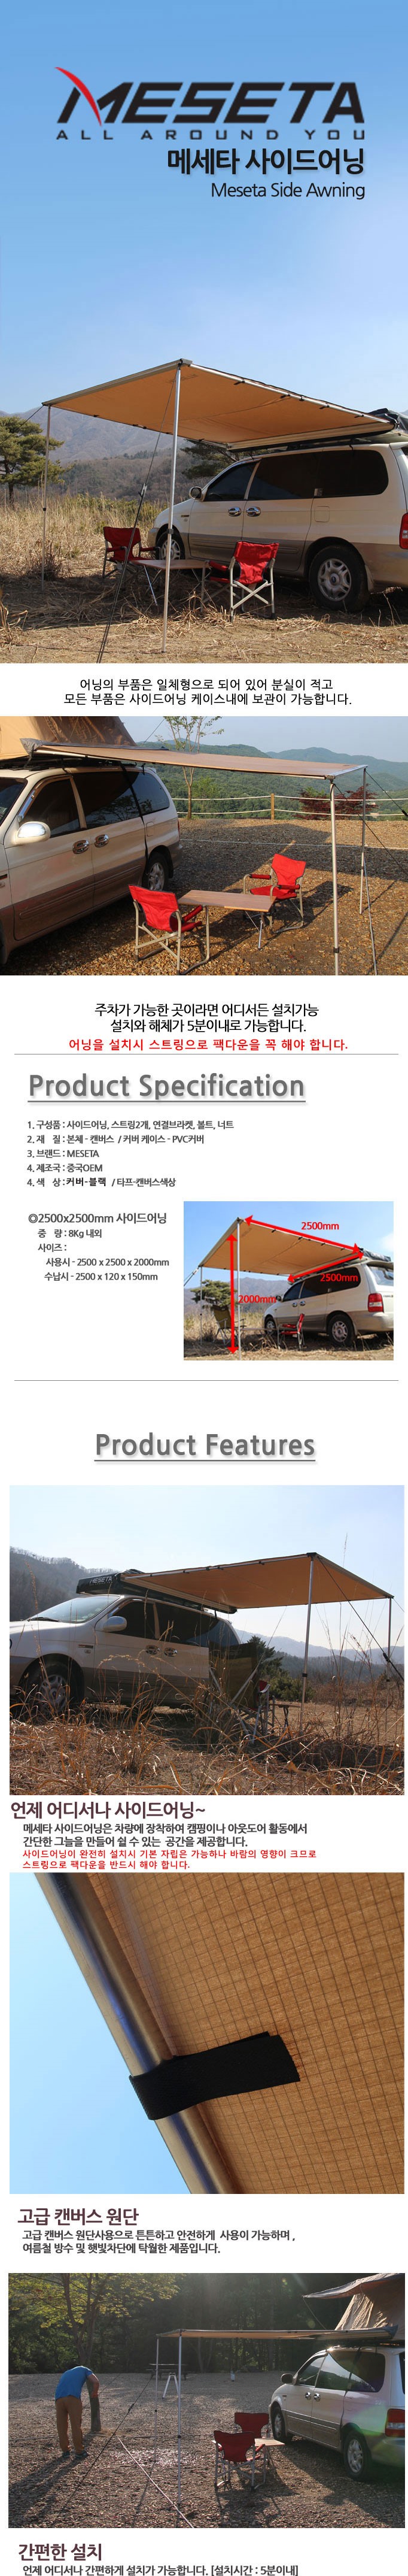 MESETA
ALL AROUND YOU
메세타 사이드어닝
Meseta Side Awning
어닝의 부품은 일체형으로 되어 있어 분실이 적고
모든 부품은 사이드어닝 케이스내에 보관이 가능합니다.
주차가 가능한 곳이라면 어디서든 설치가능
설치와 해체가 5분이내로 가능합니다.
어닝을 설치시 스트링으로 팩다운을 꼭 해야 합니다.
Product Specification
1. 구성품 : 사이드어닝, 스트링2개, 연결브라켓, 볼트, 너트
2. 재 질 : 본체 - 캔버스 / 커버 케이스 - PVC커버
3. 브랜드 : MESETA
4. 제조국 : 중국OEM
4. 색 상 : 커버-블랙 / 타프-캔버스색상
◎2500x2500mm 사이드어닝
중 량 : 8Kg 내외
사이즈 :
사용시 - 2500 x 2500 x 2000mm
수납시 - 2500 x 120 x 150mm
2500mm
2500mm
2000mm
Product Features
MESETA
언제 어디서나 사이드어닝~
메세타 사이드어닝은 차량에 장착하여 캠핑이나 아웃도어 활동에서
간단한 그늘을 만들어 쉴 수 있는 공간을 제공합니다.
사이드어닝이 완전히 설치시 기본 자립은 가능하나 바람의 영향이 크므로
스트링으로 팩다운을 반드시 해야 합니다.
고급 캔버스 원단
고급 캔버스 원단사용으로 튼튼하고 안전하게 사용이 가능하며 ,
여름철 방수 및 햇빛차단에 탁월한 제품입니다.
간편한 설치
언제 어디서나 간편하게 설치가 가능합니다. [설치시간 : 5분이내]